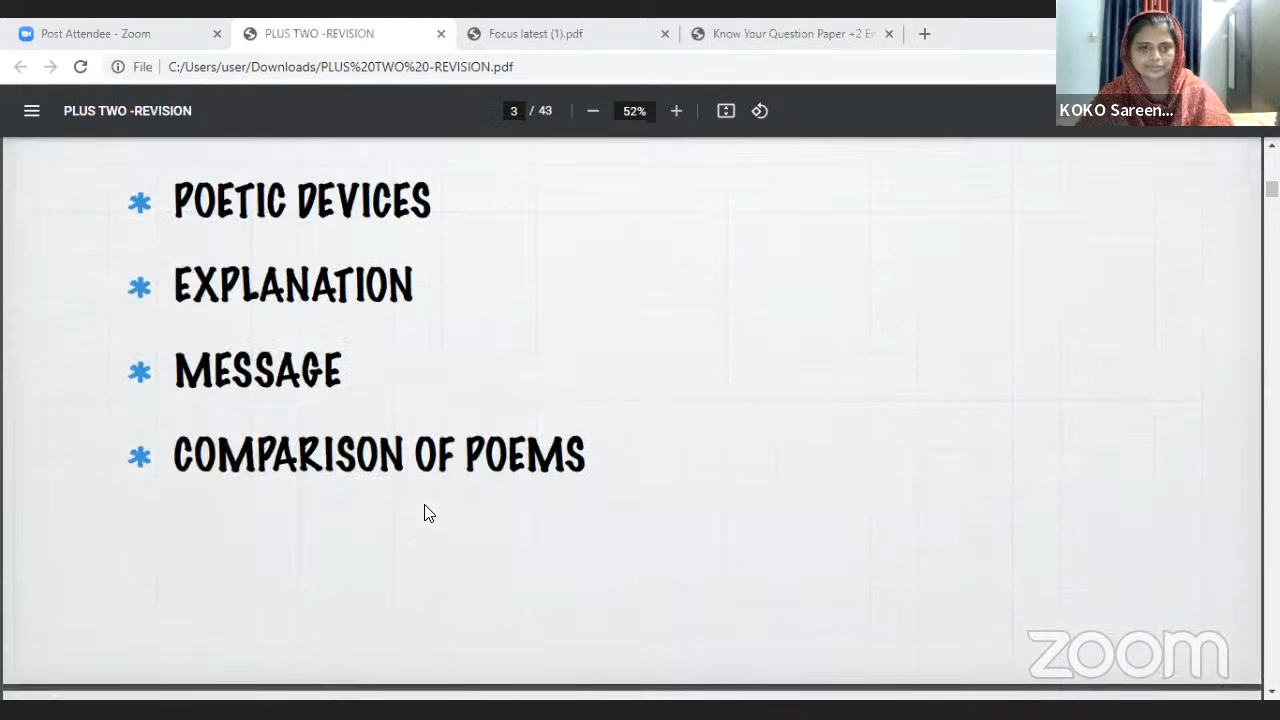 Post Attendee - Zoom
PLUS TWO -REVISION
Focus latest (1).pdf
Know Your Question Paper +2 En
File
C:/Users/user/Downloads/PLUS%20TWO%20-REVISION.pdf
PLUS TWO -REVISION
3 / 43
52%
KOKO Sareen...
POETIC DEVICES
EXPLANATION
MESSAGE
COMPARISON OF POEMS
zoom